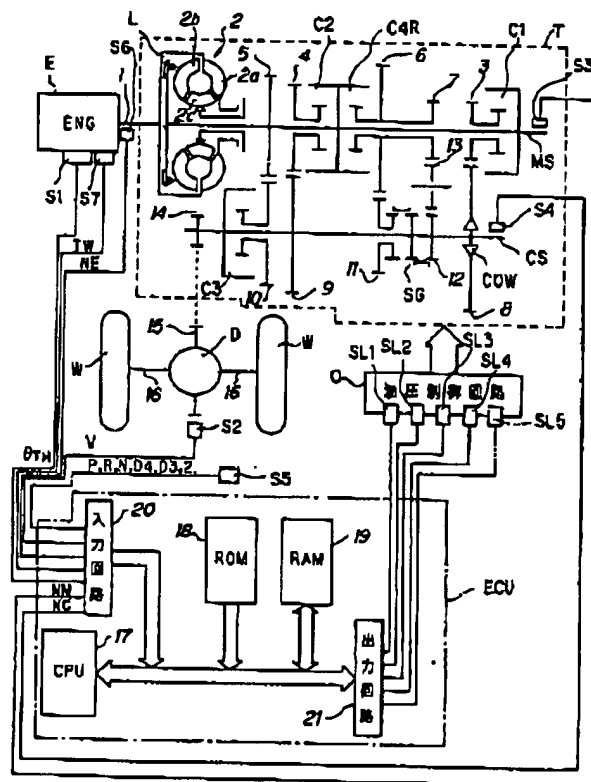 L 2b 2 5 4 C2 C4R 6 C1 T
E S6 1 2a 7 3 S3
ENG 2c 13 MS
S1 S7 14 S4
TW CS
NE C3 10 9 11 SG 12 COW 8
15 D
W W
16 16 O SL1 SL2 SL3 SL4
油圧制御回路 SL5
θTH V S2
P,R,N,D4,D3,2. S5
20 18 19
入力回路 ROM RAM ECU
NM
NC
17
CPU 出力回路
21